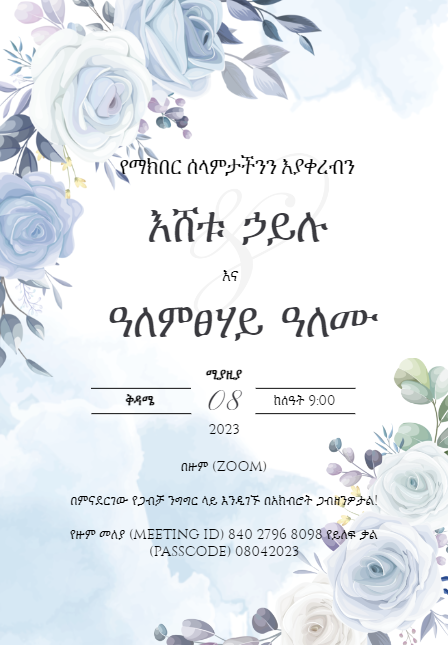 የማክበር ሰላምታችንን እያቀረብን
እሸቱ ኃይሉ
&
እና
ዓለምፀሃይ ዓለሙ
ሚያዚያ
ቅዳሜ 08 ከሰዓት 9:00
2023
በዙም (ZOOM)
በምናደርገው የጋብቻ ንግግር ላይ እንዲገኙ በአክብሮት ጋብዘንዎታል!
የዙም መለያ (MEETING ID) 840 2796 8098 የይለፍ ቃል
(PASSCODE) 08042023